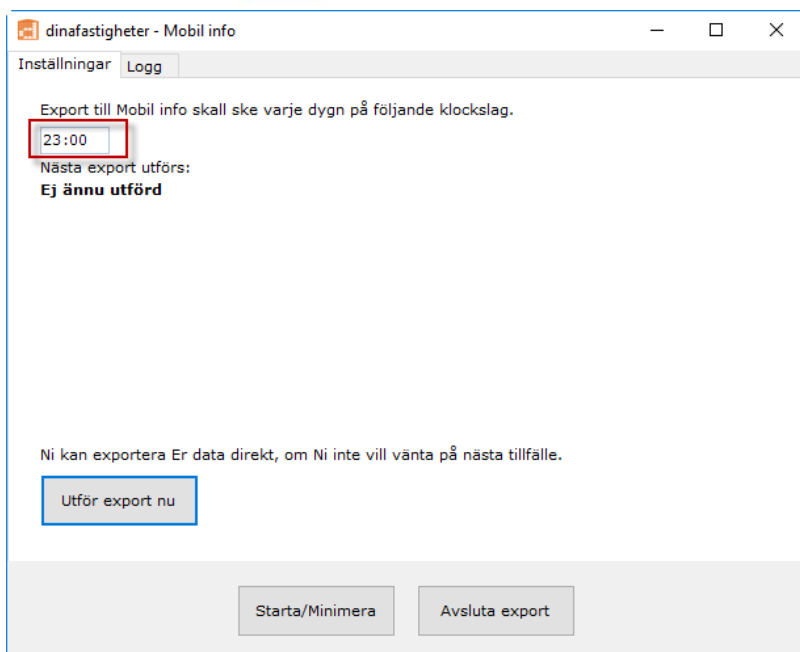 dinafastigheter - Mobil info
Inställningar Logg
Export till Mobil info skall ske varje dygn på följande klockslag.
23:00
Nästa export utförs:
Ej ännu utförd
Ni kan exportera Er data direkt, om Ni inte vill vänta på nästa tillfälle.
Utför export nu
Starta/Minimera Avsluta export